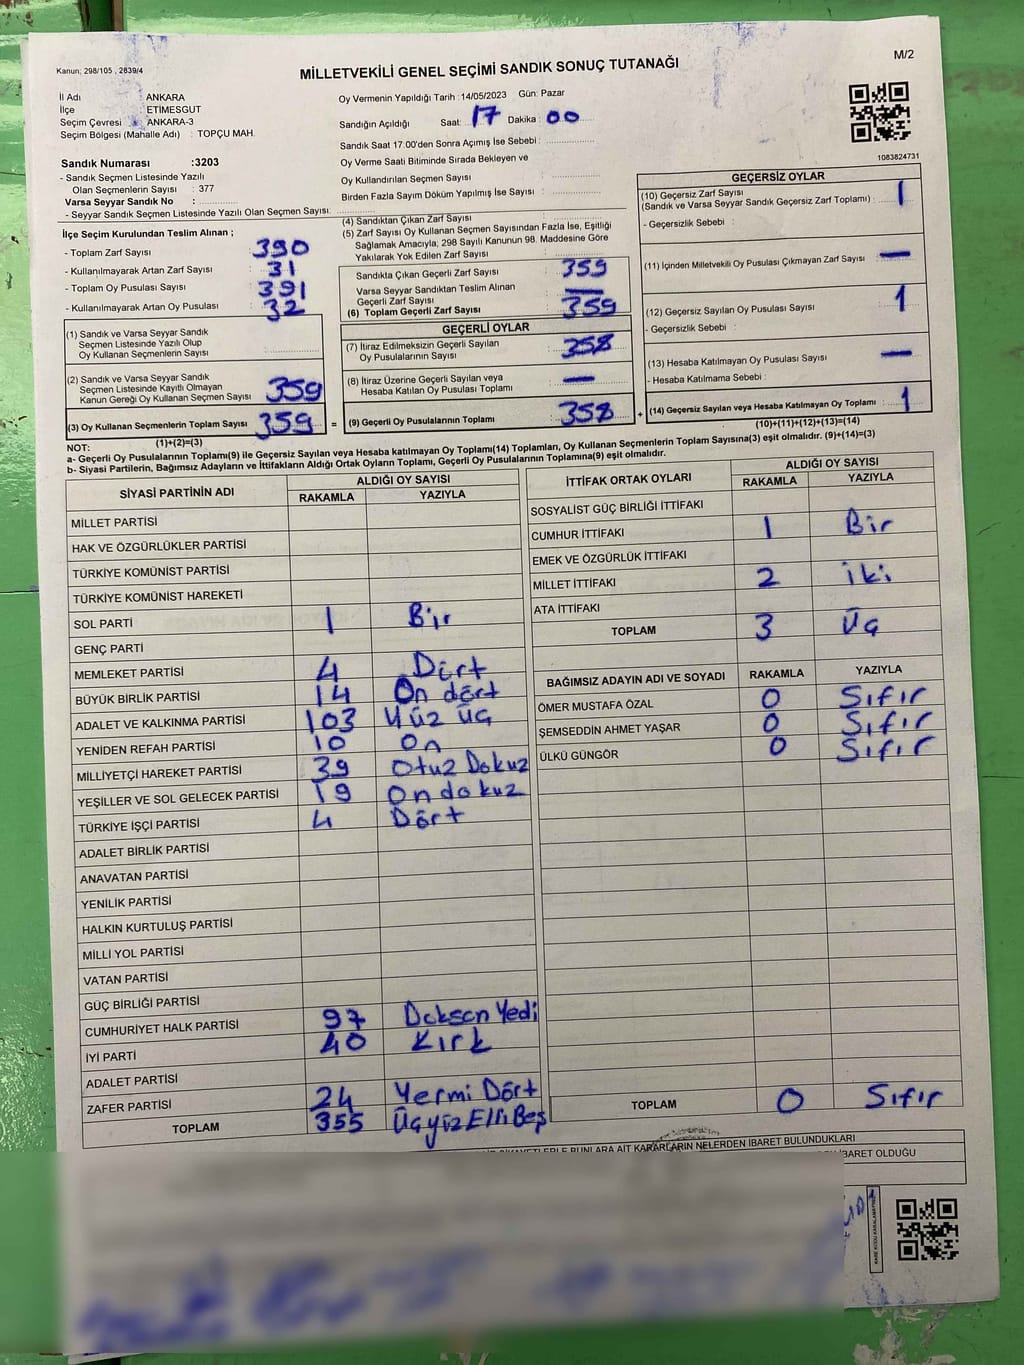 Kanun; 298/105 , 2839/4
M/2
MİLLETVEKİLİ GENEL SEÇİMİ SANDIK SONUÇ TUTANAĞI
İl Adı : ANKARA
İlçe : ETİMESGUT
Seçim Çevresi : ANKARA-3
Seçim Bölgesi (Mahalle Adı) : TOPÇU MAH.
Sandık Numarası :3203
- Sandık Seçmen Listesinde Yazılı
Olan Seçmenlerin Sayısı : 377
Varsa Seyyar Sandık No :
- Seyyar Sandık Seçmen Listesinde Yazılı Olan Seçmen Sayısı:
Oy Vermenin Yapıldığı Tarih :14/05/2023 Gün: Pazar
Sandığın Açıldığı Saat: 17 Dakika : 00
Sandık Saat 17:00'den Sonra Açımış İse Sebebi :
Oy Verme Saati Bitiminde Sırada Bekleyen ve
Oy Kullandırılan Seçmen Sayısı :
Birden Fazla Sayım Döküm Yapılmış İse Sayısı :
1083824731
İlçe Seçim Kurulundan Teslim Alınan ;
- Toplam Zarf Sayısı : 390
- Kullanılmayarak Artan Zarf Sayısı : 31
- Toplam Oy Pusulası Sayısı : 391
- Kullanılmayarak Artan Oy Pusulası : 32
(1) Sandık ve Varsa Seyyar Sandık
Seçmen Listesinde Yazılı Olup
Oy Kullanan Seçmenlerin Sayısı :
(2) Sandık ve Varsa Seyyar Sandık
Seçmen Listesinde Kayıtlı Olmayan
Kanun Gereği Oy Kullanan Seçmen Sayısı : 359
(3) Oy Kullanan Seçmenlerin Toplam Sayısı : 359 =
(1)+(2)=(3)
(4) Sandıktan Çıkan Zarf Sayısı :
(5) Zarf Sayısı Oy Kullanan Seçmen Sayısından Fazla İse, Eşitliği
Sağlamak Amacıyla, 298 Sayılı Kanunun 98. Maddesine Göre
Yakılarak Yok Edilen Zarf Sayısı :
Sandıkta Çıkan Geçerli Zarf Sayısı : 359
Varsa Seyyar Sandıktan Teslim Alınan
Geçerli Zarf Sayısı : —
(6) Toplam Geçerli Zarf Sayısı : 359
GEÇERLİ OYLAR
(7) İtiraz Edilmeksizin Geçerli Sayılan
Oy Pusulalarının Sayısı : 358
(8) İtiraz Üzerine Geçerli Sayılan veya
Hesaba Katılan Oy Pusulası Toplamı : —
(9) Geçerli Oy Pusulalarının Toplamı : 358 +
GEÇERSİZ OYLAR
(10) Geçersiz Zarf Sayısı
(Sandık ve Varsa Seyyar Sandık Geçersiz Zarf Toplamı) : 1
- Geçersizlik Sebebi :
(11) İçinden Milletvekili Oy Pusulası Çıkmayan Zarf Sayısı : —
(12) Geçersiz Sayılan Oy Pusulası Sayısı : 1
- Geçersizlik Sebebi :
(13) Hesaba Katılmayan Oy Pusulası Sayısı : —
- Hesaba Katılmama Sebebi :
(14) Geçersiz Sayılan veya Hesaba Katılmayan Oy Toplamı : 1
(10)+(11)+(12)+(13)=(14)
NOT:
a- Geçerli Oy Pusulalarının Toplamı(9) ile Geçersiz Sayılan veya Hesaba katılmayan Oy Toplamı(14) Toplamları, Oy Kullanan Seçmenlerin Toplam Sayısına(3) eşit olmalıdır. (9)+(14)=(3)
b- Siyasi Partilerin, Bağımsız Adayların ve İttifakların Aldığı Ortak Oyların Toplamı, Geçerli Oy Pusulalarının Toplamına(9) eşit olmalıdır.
SİYASİ PARTİNİN ADI ALDIĞI OY SAYISI
RAKAMLA YAZIYLA
MİLLET PARTİSİ
HAK VE ÖZGÜRLÜKLER PARTİSİ
TÜRKİYE KOMÜNİST PARTİSİ
TÜRKİYE KOMÜNİST HAREKETİ
SOL PARTİ 1 Bir
GENÇ PARTİ
MEMLEKET PARTİSİ 4 Dört
BÜYÜK BİRLİK PARTİSİ 14 On dört
ADALET VE KALKINMA PARTİSİ 103 Yüz üç
YENİDEN REFAH PARTİSİ 10 On
MİLLİYETÇİ HAREKET PARTİSİ 39 Otuz Dokuz
YEŞİLLER VE SOL GELECEK PARTİSİ 19 On dokuz
TÜRKİYE İŞÇİ PARTİSİ 4 Dört
ADALET BİRLİK PARTİSİ
ANAVATAN PARTİSİ
YENİLİK PARTİSİ
HALKIN KURTULUŞ PARTİSİ
MİLLİ YOL PARTİSİ
VATAN PARTİSİ
GÜÇ BİRLİĞİ PARTİSİ
CUMHURİYET HALK PARTİSİ 97 Doksan Yedi
İYİ PARTİ 40 Kırk
ADALET PARTİSİ
ZAFER PARTİSİ 24 Yermi Dört
TOPLAM 355 ÜçyüzElliBeş
İTTİFAK ORTAK OYLARI ALDIĞI OY SAYISI
RAKAMLA YAZIYLA
SOSYALİST GÜÇ BİRLİĞİ İTTİFAKI
CUMHUR İTTİFAKI 1 Bir
EMEK VE ÖZGÜRLÜK İTTİFAKI
MİLLET İTTİFAKI 2 iki
ATA İTTİFAKI
TOPLAM 3 Üç
BAĞIMSIZ ADAYIN ADI VE SOYADI RAKAMLA YAZIYLA
ÖMER MUSTAFA ÖZAL 0 Sıfır
ŞEMSEDDİN AHMET YAŞAR 0 Sıfır
ÜLKÜ GÜNGÖR 0 Sıfır
TOPLAM 0 Sıfır
BUNLARA AİT KARARLARIN NELERDEN İBARET BULUNDUKLARI
İBARET OLDUĞU